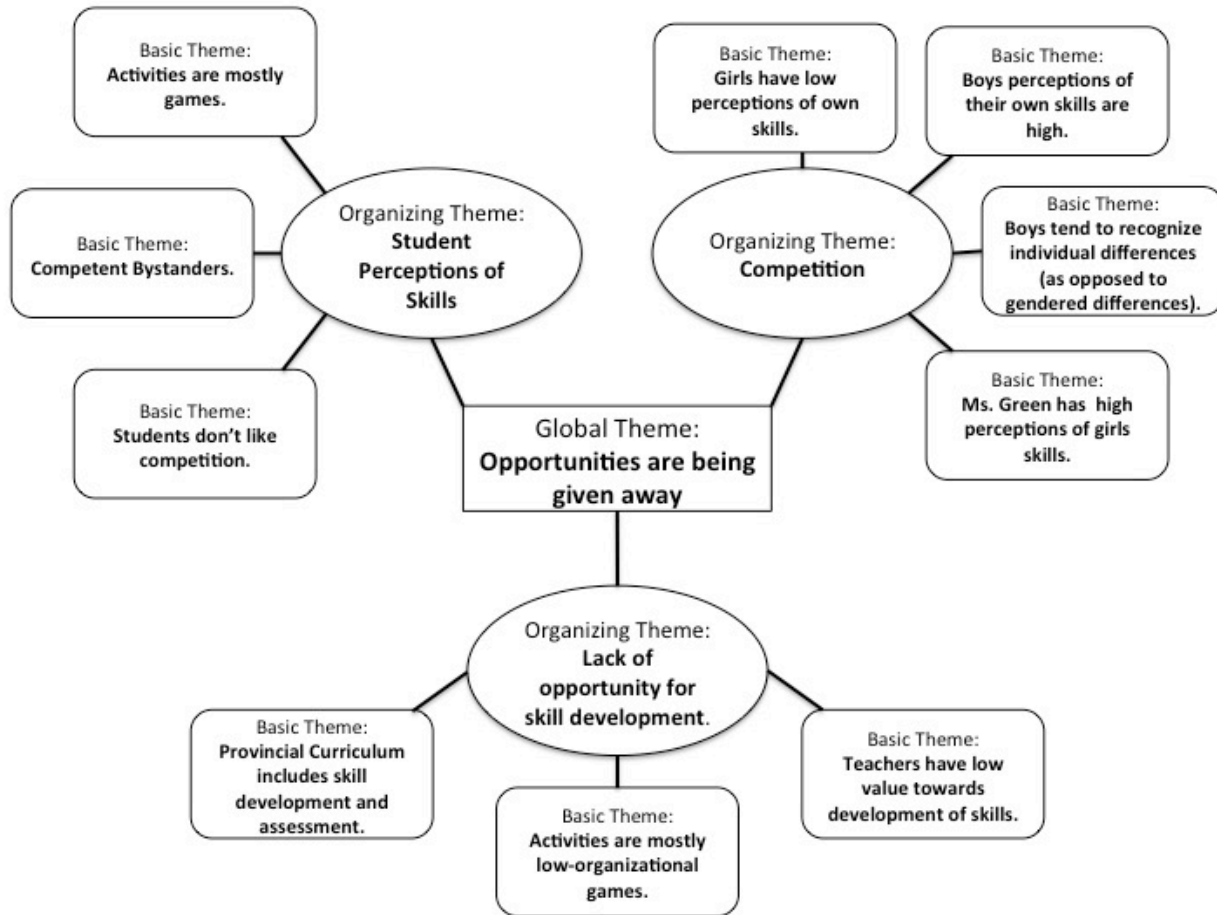 Basic Theme:
Activities are mostly
games.
Basic Theme:
Competent Bystanders.
Basic Theme:
Students don't like
competition.
Organizing Theme:
Student
Perceptions of
Skills
Basic Theme:
Girls have low
perceptions of own
skills.
Basic Theme:
Boys perceptions of
their own skills are
high.
Organizing Theme:
Competition
Basic Theme:
Boys tend to recognize
individual differences
(as opposed to
gendered differences).
Basic Theme:
Ms. Green has  high
perceptions of girls
skills.
Global Theme:
Opportunities are being
given away
Organizing Theme:
Lack of
opportunity for
skill development.
Basic Theme:
Provincial Curriculum
includes skill
development and
assessment.
Basic Theme:
Activities are mostly
low-organizational
games.
Basic Theme:
Teachers have low
value towards
development of skills.